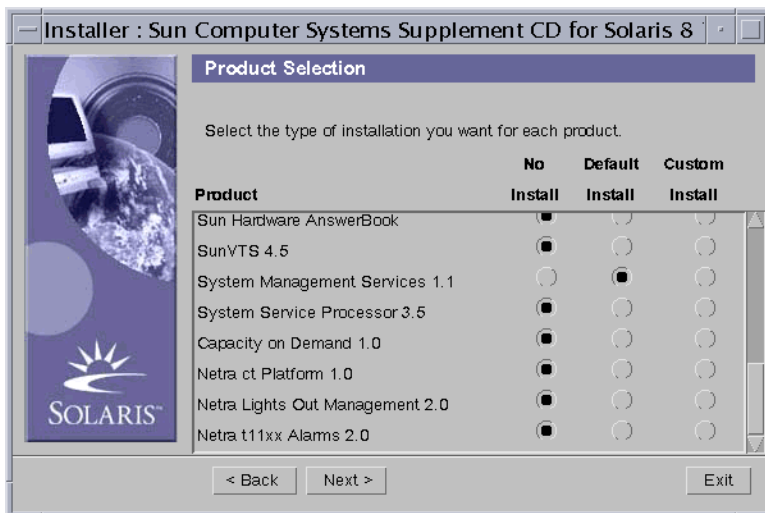 Installer : Sun Computer Systems Supplement CD for Solaris 8
Product Selection
Select the type of installation you want for each product.
No Default Custom
Product Install Install Install
Sun Hardware AnswerBook
SunVTS 4.5
System Management Services 1.1
System Service Processor 3.5
Capacity on Demand 1.0
Netra ct Platform 1.0
Netra Lights Out Management 2.0
Netra t11xx Alarms 2.0
SOLARIS
< Back Next > Exit